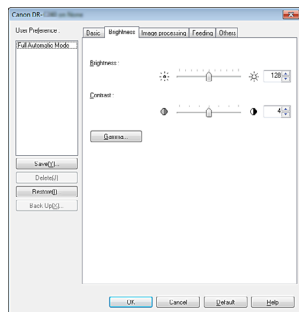 Canon DR-
User Preference :
Full Automatic Mode
Save(Y)...
Delete(J)
Restore(I)
Back Up(X)...
Basic Brightness Image processing Feeding Others
Brightness :
128
Contrast :
4
Gamma...
OK Cancel Default Help